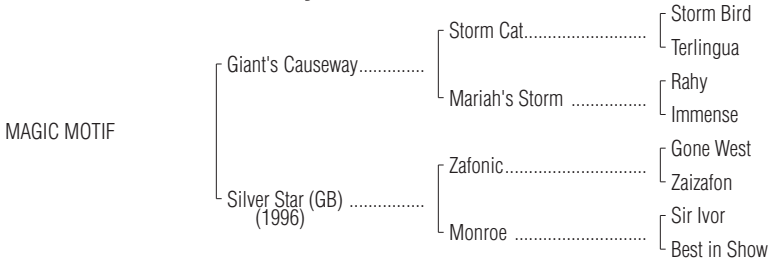 Storm Bird
Storm Cat..........................
Terlingua
Giant's Causeway..............
Rahy
Mariah's Storm ................
Immense
MAGIC MOTIF
Gone West
Zafonic..............................
Zaizafon
Silver Star (GB) ................
(1996)
Sir Ivor
Monroe ............................
Best in Show